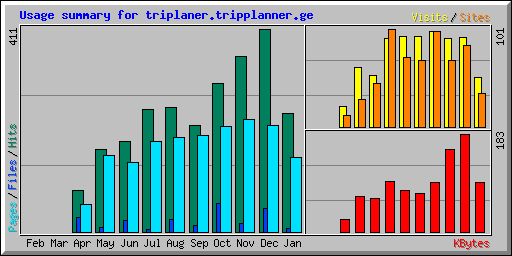 Usage summary for triplaner.tripplanner.ge
Visits/Sites
411
101
183
Pages/Files/Hits
Feb Mar Apr May Jun Jul Aug Sep Oct Nov Dec Jan
KBytes